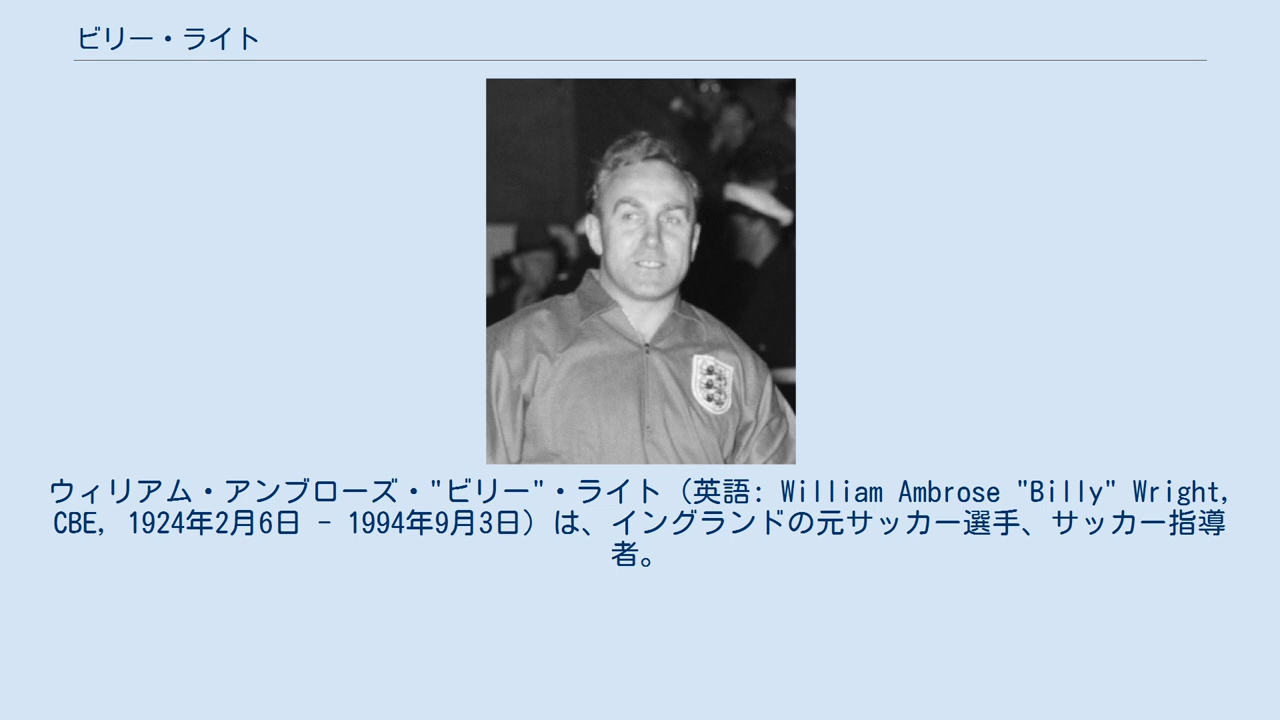 ビリー・ライト
ウィリアム・アンブローズ・"ビリー"・ライト（英語: William Ambrose "Billy" Wright,
CBE, 1924年2月6日 - 1994年9月3日）は、イングランドの元サッカー選手、サッカー指導
者。